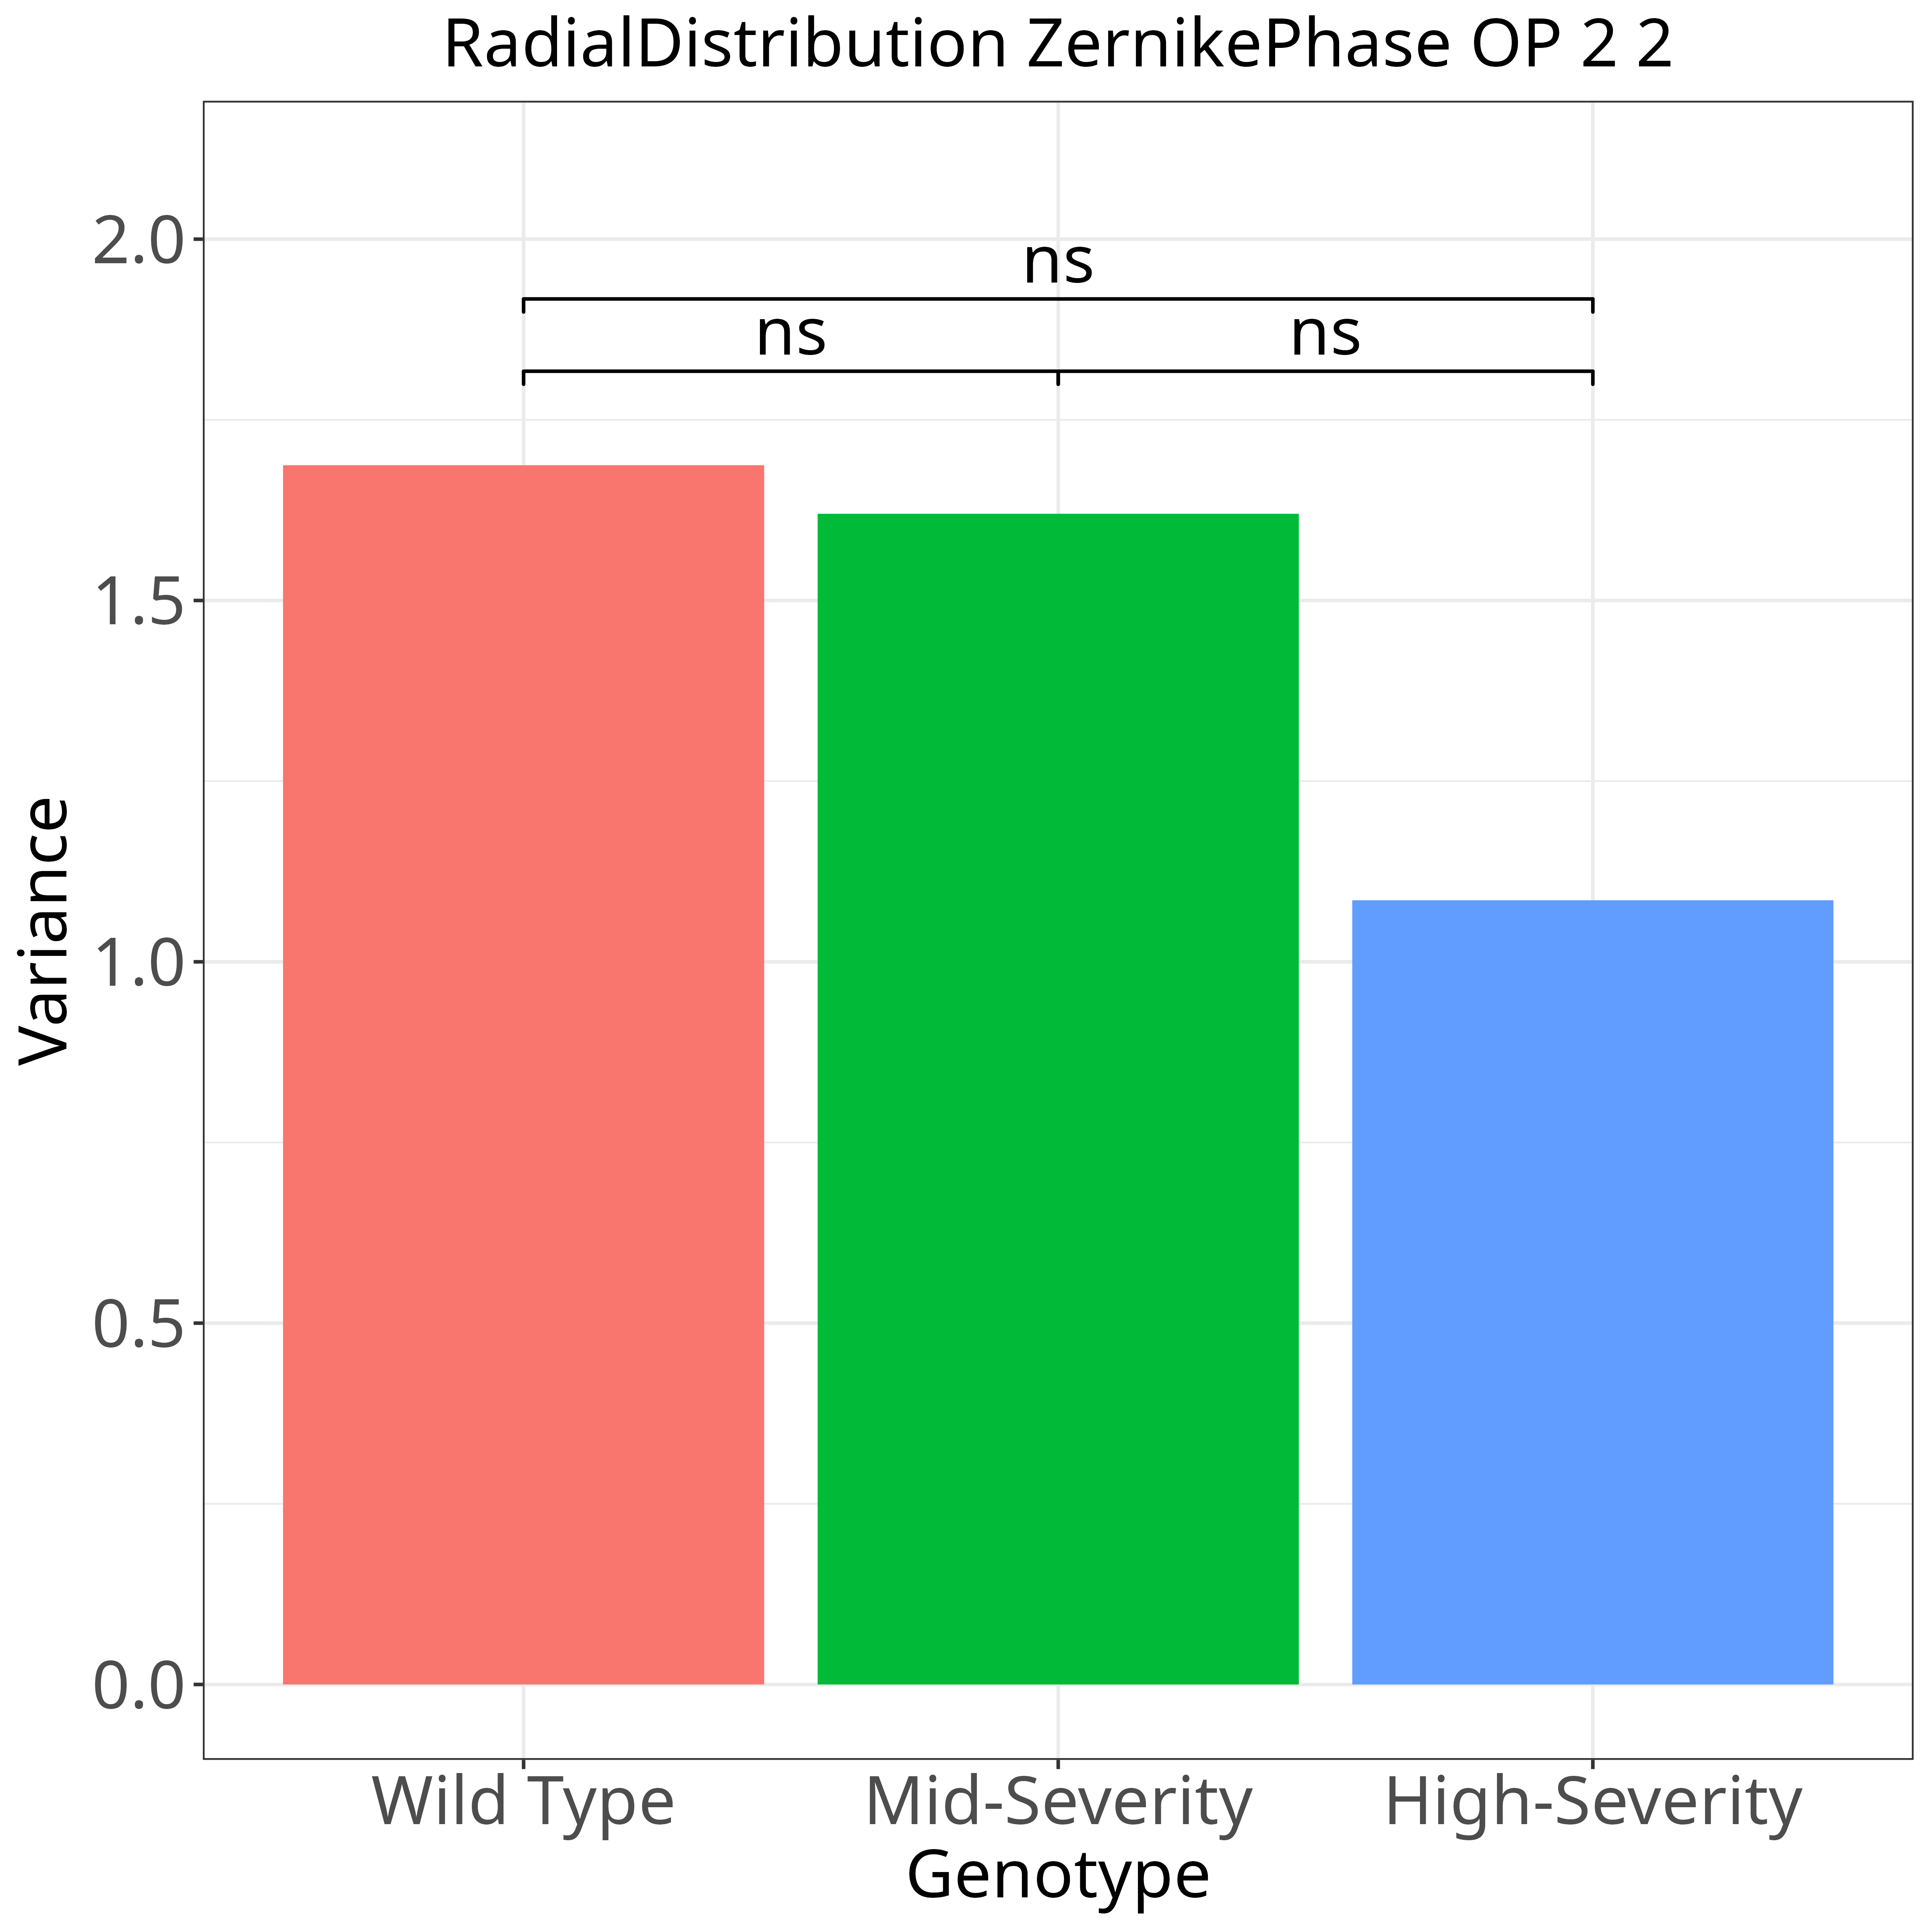 RadialDistribution ZernikePhase OP 2 2
2.0
1.5
1.0
0.5
0.0
Variance
ns
ns ns
Wild Type Mid-Severity High-Severity
Genotype